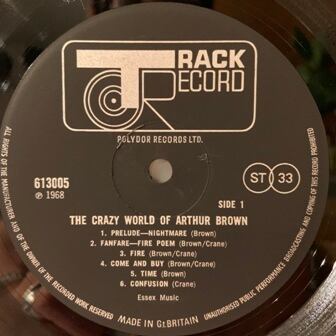 TRACK
RECORD
POLYDOR RECORDS LTD.
613005
℗ 1968
SIDE 1
ST 33
THE CRAZY WORLD OF ARTHUR BROWN
1. PRELUDE—NIGHTMARE (Brown)
2. FANFARE—FIRE POEM (Brown/Crane)
3. FIRE (Brown/Crane)
4. COME AND BUY (Brown/Crane)
5. TIME (Brown)
6. CONFUSION (Crane)
Essex Music
MADE IN Gt.BRITAIN
ALL RIGHTS OF THE MANUFACTURER AND OF THE OWNER OF THE RECORDED WORK RESERVED
UNAUTHORISED PUBLIC PERFORMANCE BROADCASTING AND COPYING OF THIS RECORD PROHIBITED